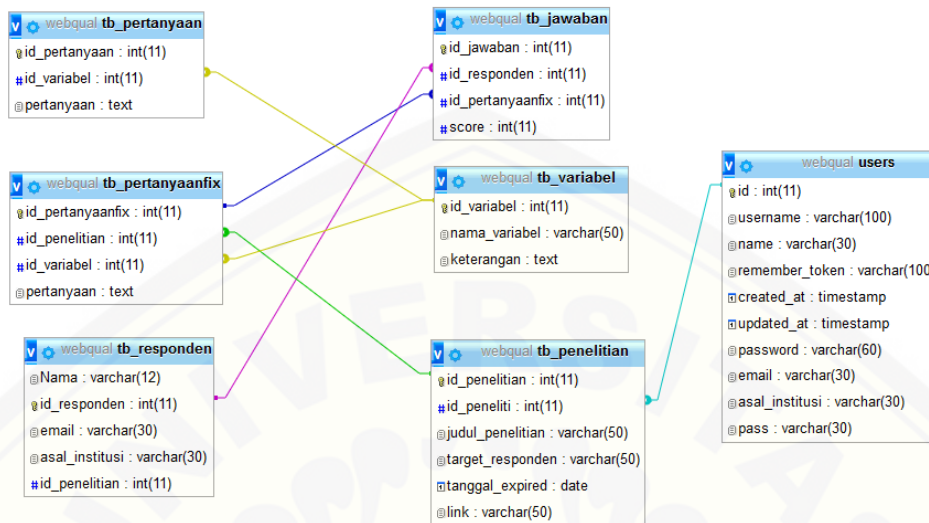 webqual tb_pertanyaan
id_pertanyaan : int(11)
id_variabel : int(11)
pertanyaan : text
webqual tb_jawaban
id_jawaban : int(11)
id_responden : int(11)
id_pertanyaanfix : int(11)
score : int(11)
webqual tb_pertanyaanfix
id_pertanyaanfix : int(11)
id_penelitian : int(11)
id_variabel : int(11)
pertanyaan : text
webqual tb_variabel
id_variabel : int(11)
nama_variabel : varchar(50)
keterangan : text
webqual users
id : int(11)
username : varchar(100)
name : varchar(30)
remember_token : varchar(100
created_at : timestamp
updated_at : timestamp
password : varchar(60)
email : varchar(30)
asal_institusi : varchar(30)
pass : varchar(30)
webqual tb_responden
Nama : varchar(12)
id_responden : int(11)
email : varchar(30)
asal_institusi : varchar(30)
id_penelitian : int(11)
webqual tb_penelitian
id_penelitian : int(11)
id_peneliti : int(11)
judul_penelitian : varchar(50)
target_responden : varchar(50)
tanggal_expired : date
link : varchar(50)